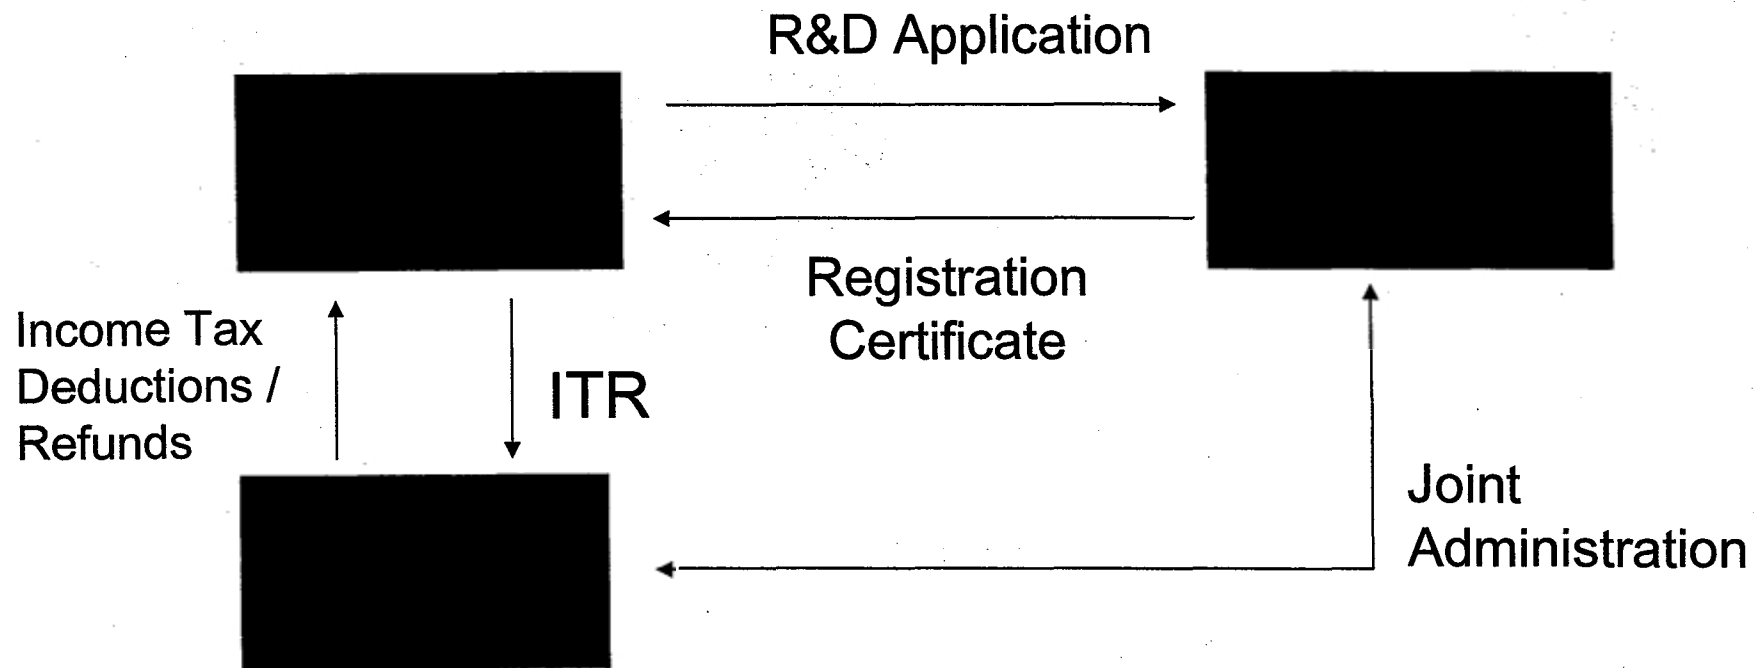 R&D Application
Registration
Certificate
Income Tax
Deductions /
Refunds
ITR
Joint
Administration